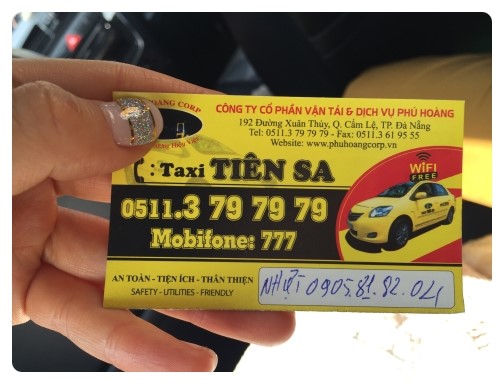 HOANG CORP
CÔNG TY CỔ PHẦN VẬN TẢI & DỊCH VỤ PHÚ HOÀNG
192 Đường Xuân Thủy, Q. Cẩm Lệ, TP. Đà Nẵng
Tel: 0511.3 79 79 79 - Fax: 0511.3 61 95 55
Website: www.phuhoangcorp.vn
: Taxi TIÊN SA
WiFi
FREE
0511.3 79 79 79
Mobifone: 777
AN TOÀN - TIỆN ÍCH - THÂN THIỆN
SAFETY - UTILITIES - FRIENDLY
0905.81.82.04